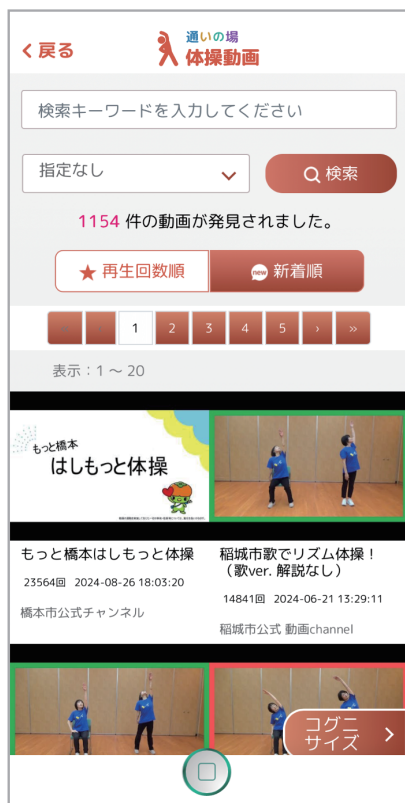 戻る
通いの場
体操動画
検索キーワードを入力してください
指定なし
検索
1154 件の動画が発見されました。
再生回数順
new 新着順
1 2 3 4 5 › »
表示：1 ～ 20
もっと橋本
はしもっと体操
もっと橋本はしもっと体操
23564回 2024-08-26 18:03:20
橋本市公式チャンネル
稲城市歌でリズム体操！
（歌ver. 解説なし）
14841回 2024-06-21 13:29:11
稲城市公式 動画channel
コグニ
サイズ